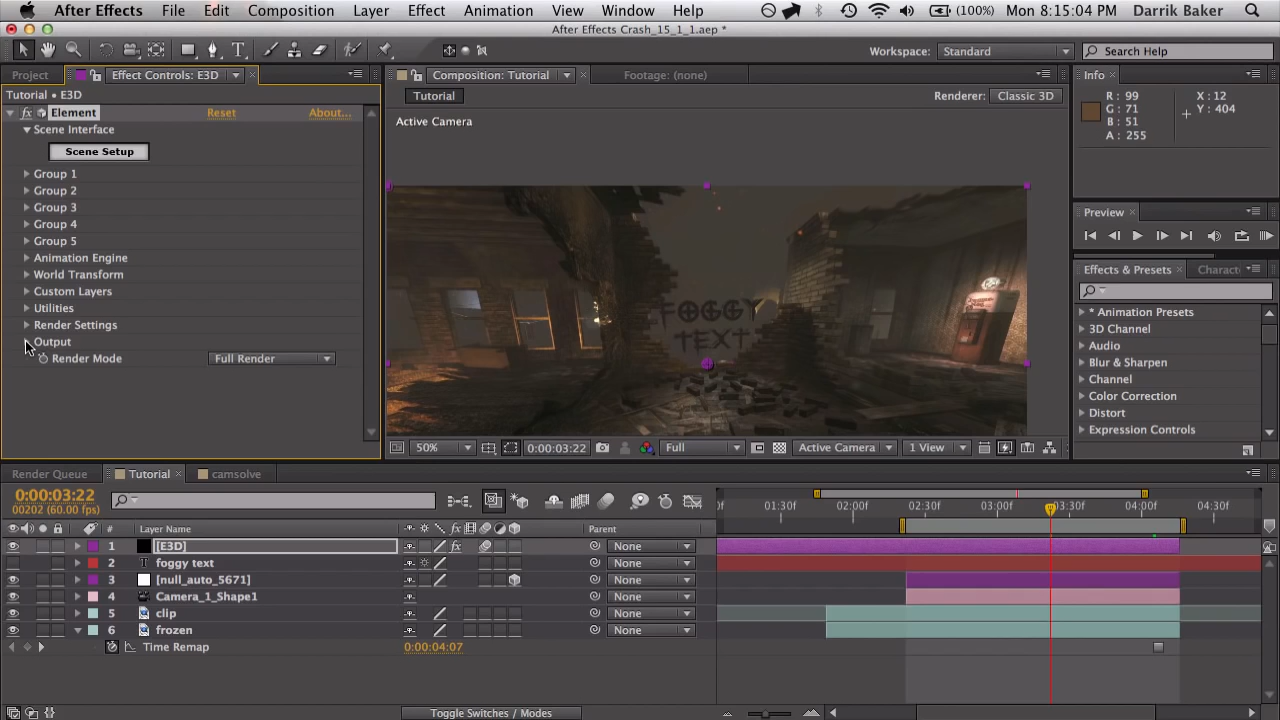 After Effects File Edit Composition Layer Effect Animation View Window Help (100%) Mon 8:15:04 PM Darrik Baker
After Effects Crash_15_1_1.aep *
Workspace: Standard Search Help
Project Effect Controls: E3D
Tutorial • E3D
fx Element Reset About...
Scene Interface
Scene Setup
Group 1
Group 2
Group 3
Group 4
Group 5
Animation Engine
World Transform
Custom Layers
Utilities
Render Settings
Output
Render Mode Full Render
Composition: Tutorial Footage: (none)
Tutorial Renderer: Classic 3D
Active Camera
FOGGY
TEXT
50% 0:00:03:22 Full Active Camera 1 View
Info
R: 99 X: 12
G: 71 Y: 404
B: 51
A: 255
Preview
Effects & Presets Charact
* Animation Presets
3D Channel
Audio
Blur & Sharpen
Channel
Color Correction
Distort
Expression Controls
Render Queue Tutorial camsolve
0:00:03:22
00202 (60.00 fps)
0f 01:30f 02:00f 02:30f 03:00f 03:30f 04:00f 04:30f
# Layer Name fx Parent
1 [E3D] fx None
2 T foggy text None
3 [null_auto_5671] None
4 Camera_1_Shape1 None
5 clip None
6 frozen None
Time Remap 0:00:04:07
Toggle Switches / Modes